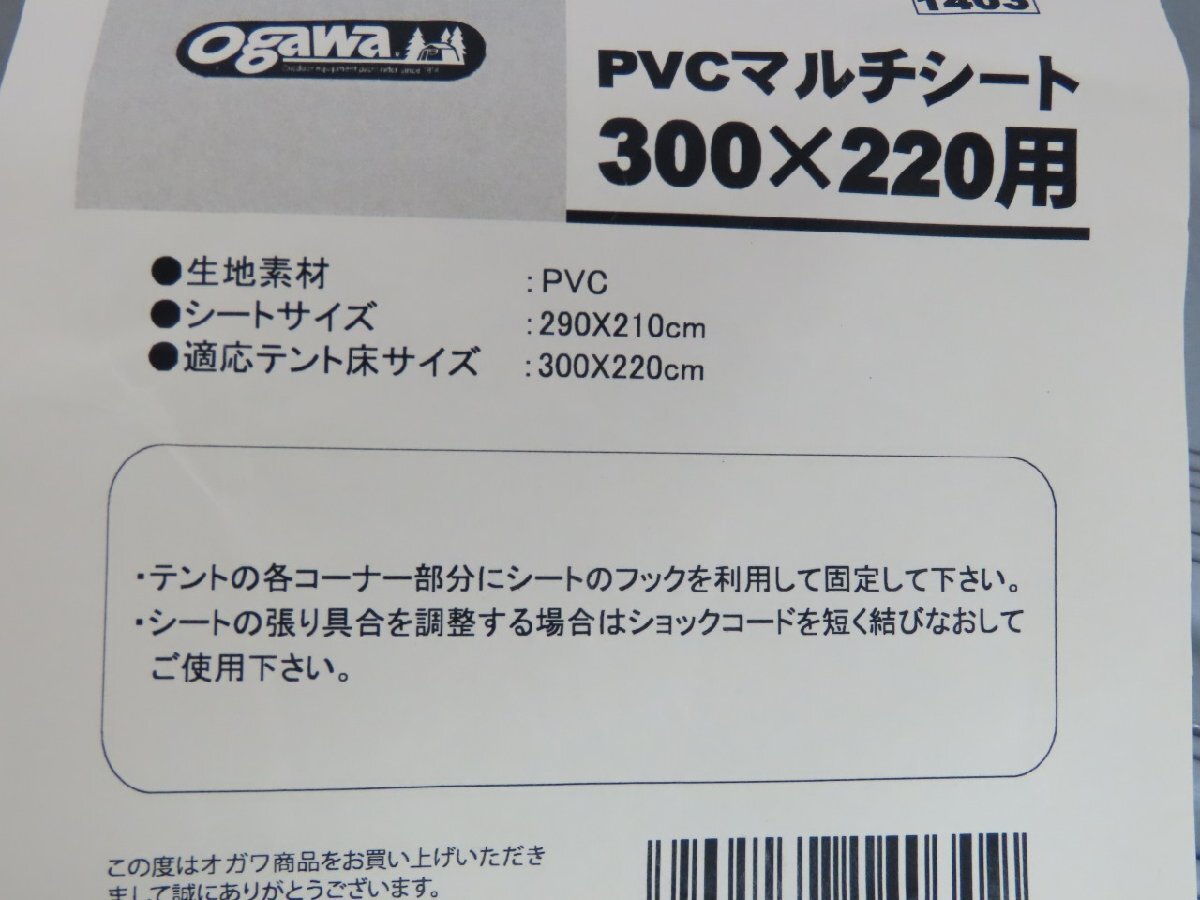 1403
ogawa
PVCマルチシート
300×220用
●生地素材 :PVC
●シートサイズ :290X210cm
●適応テント床サイズ :300X220cm
・テントの各コーナー部分にシートのフックを利用して固定して下さい。
・シートの張り具合を調整する場合はショックコードを短く結びなおして
ご使用下さい。
この度はオガワ商品をお買い上げいただき
まして誠にありがとうございます。